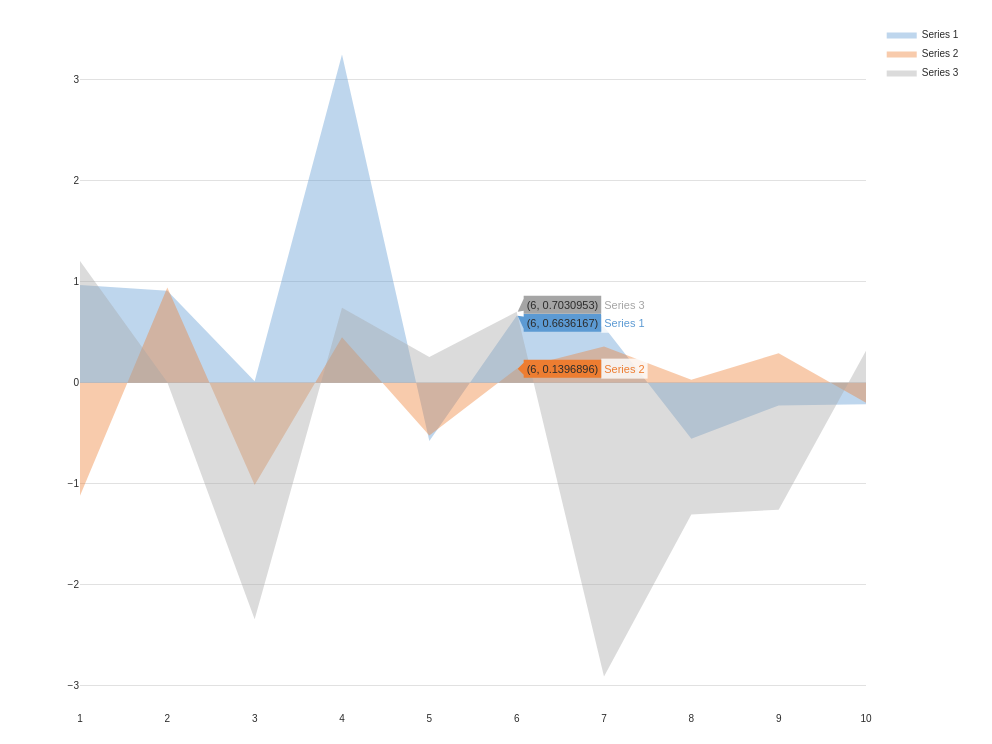 Series 1
Series 2
Series 3
3
2
1
0
−1
−2
−3
(6, 0.7030953) Series 3
(6, 0.6636167) Series 1
(6, 0.1396896) Series 2
1 2 3 4 5 6 7 8 9 10